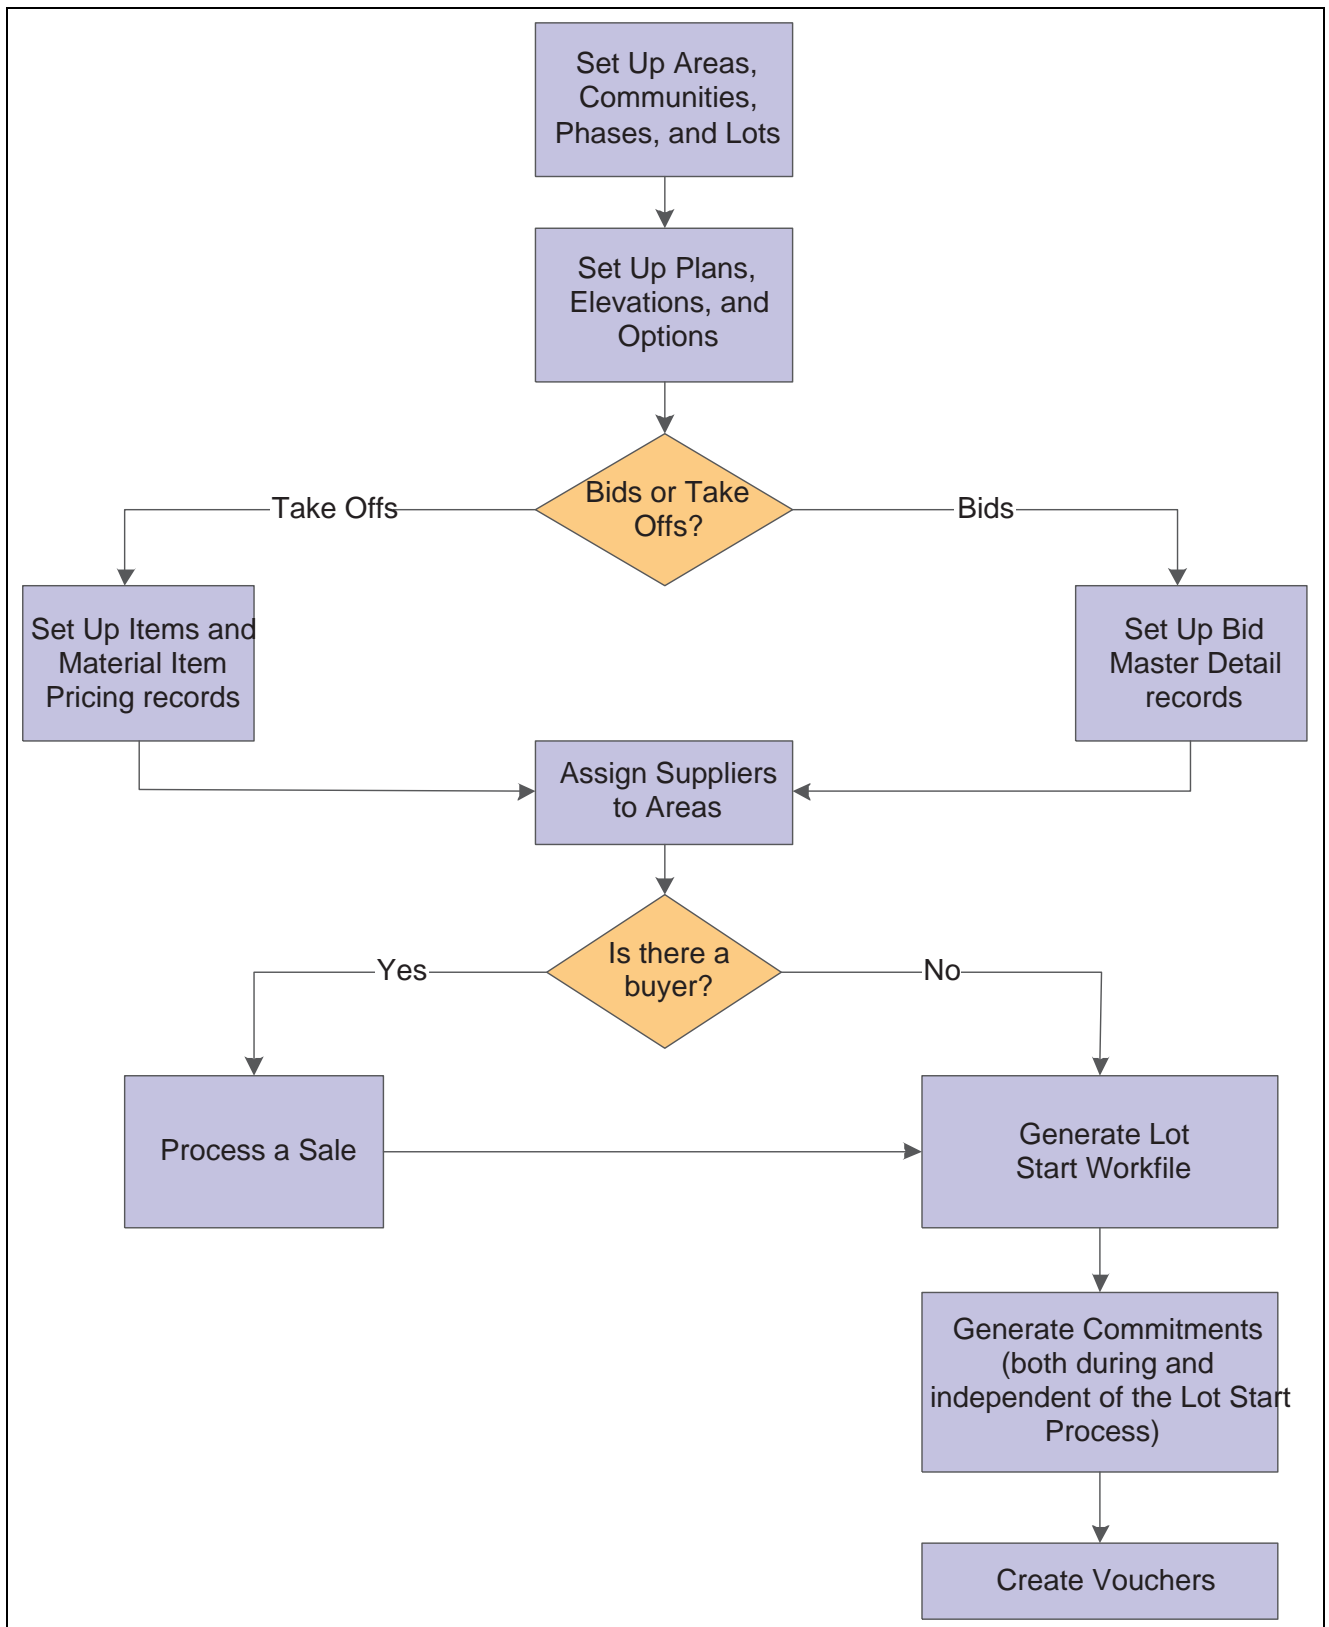 Set Up Areas,
Communities,
Phases, and Lots
Set Up Plans,
Elevations, and
Options
Bids or Take
Offs?
Take Offs
Bids
Set Up Items and
Material Item
Pricing records
Set Up Bid
Master Detail
records
Assign Suppliers
to Areas
Is there a
buyer?
Yes
No
Process a Sale
Generate Lot
Start Workfile
Generate Commitments
(both during and
independent of the Lot Start
Process)
Create Vouchers